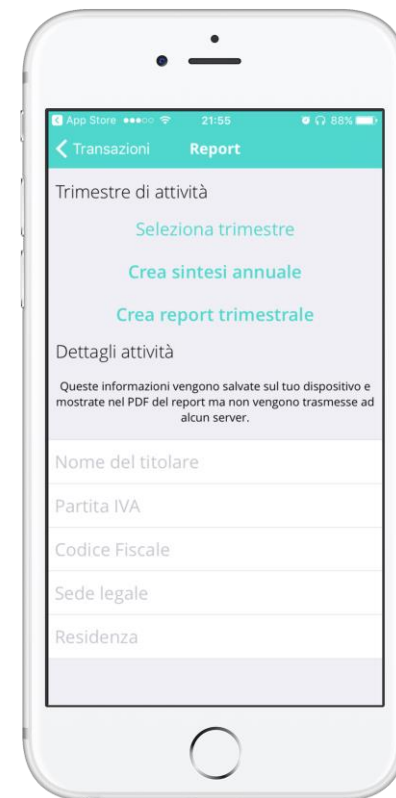 App Store 21:55 88%
Transazioni Report
Trimestre di attività
Seleziona trimestre
Crea sintesi annuale
Crea report trimestrale
Dettagli attività
Queste informazioni vengono salvate sul tuo dispositivo e
mostrate nel PDF del report ma non vengono trasmesse ad
alcun server.
Nome del titolare
Partita IVA
Codice Fiscale
Sede legale
Residenza